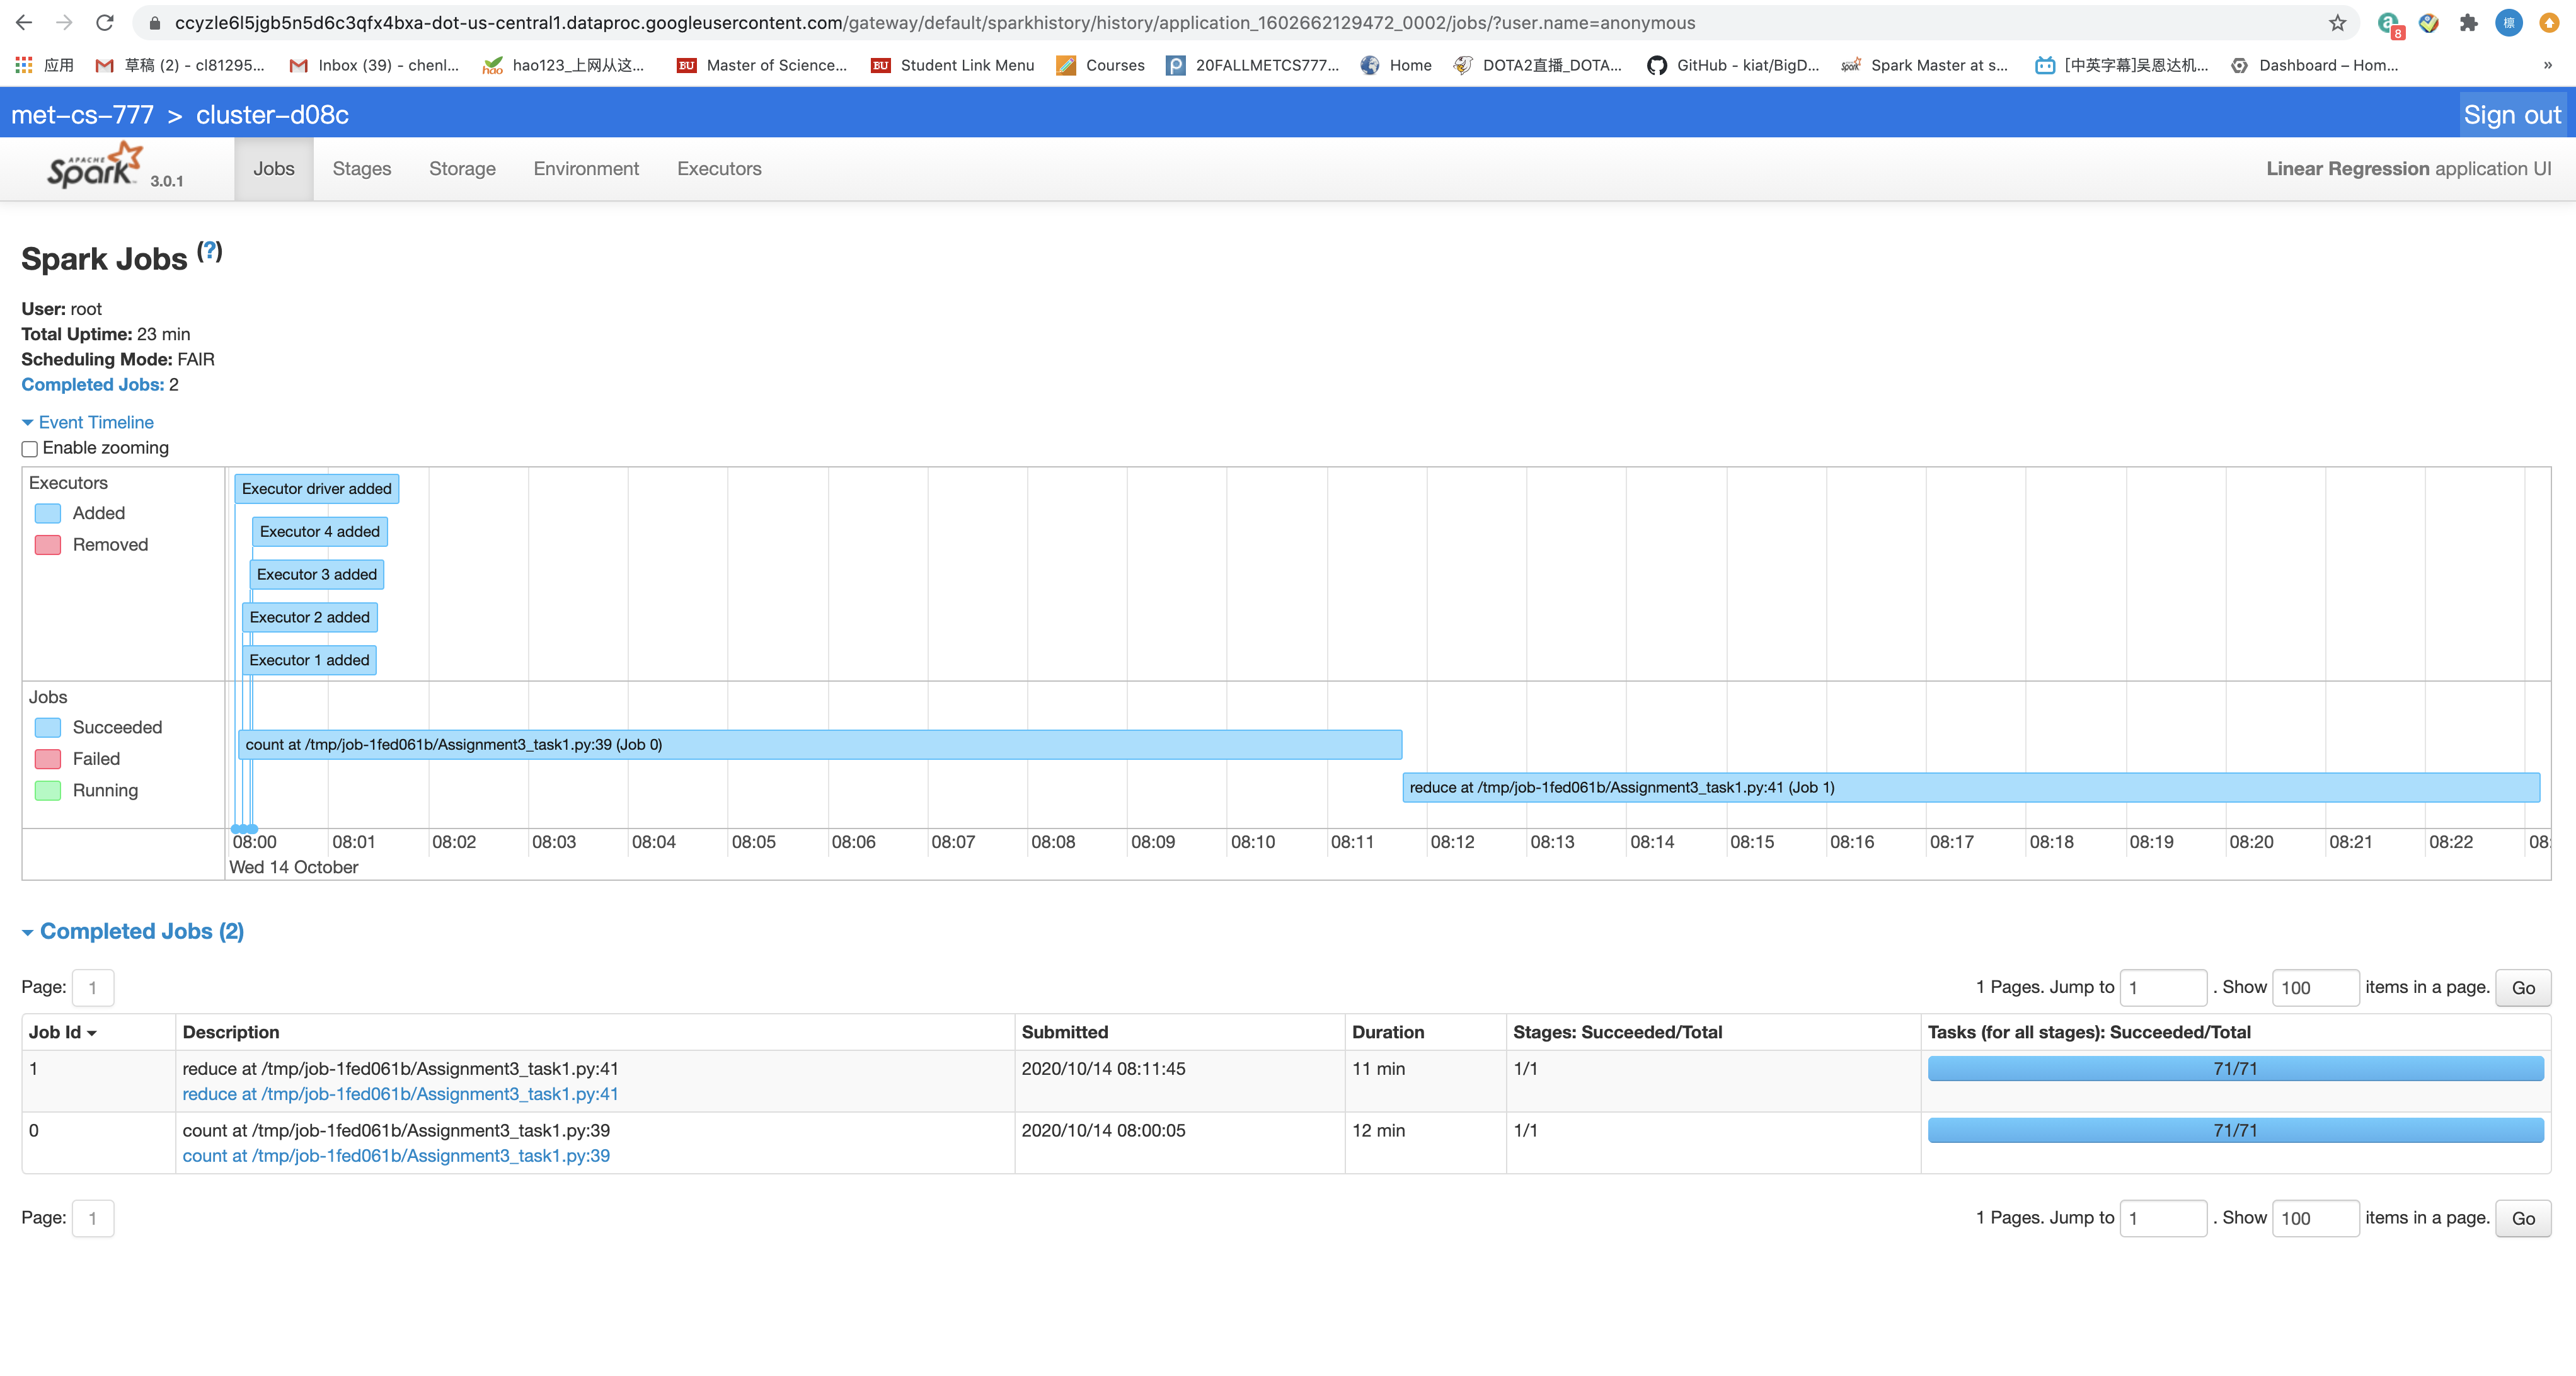 ccyzle6l5jgb5n5d6c3qfx4bxa-dot-us-central1.dataproc.googleusercontent.com/gateway/default/sparkhistory/history/application_1602662129472_0002/jobs/?user.name=anonymous
8 檩
应用 草稿 (2) - cl81295... Inbox (39) - chenl... hao hao123_上网从这... BU Master of Science... BU Student Link Menu Courses 20FALLMETCS777... Home DOTA2直播_DOTA... GitHub - kiat/BigD... Spark Master at s... [中英字幕]吴恩达机... Dashboard – Hom... »
met-cs-777 > cluster-d08c Sign out
APACHE Spark 3.0.1 Jobs Stages Storage Environment Executors Linear Regression application UI
Spark Jobs (?)
User: root
Total Uptime: 23 min
Scheduling Mode: FAIR
Completed Jobs: 2
Event Timeline
Enable zooming
Executors
Added
Removed
Executor driver added
Executor 4 added
Executor 3 added
Executor 2 added
Executor 1 added
Jobs
Succeeded
Failed
Running
count at /tmp/job-1fed061b/Assignment3_task1.py:39 (Job 0)
reduce at /tmp/job-1fed061b/Assignment3_task1.py:41 (Job 1)
08:00 08:01 08:02 08:03 08:04 08:05 08:06 08:07 08:08 08:09 08:10 08:11 08:12 08:13 08:14 08:15 08:16 08:17 08:18 08:19 08:20 08:21 08:22 08:
Wed 14 October
Completed Jobs (2)
Page: 1 1 Pages. Jump to 1 . Show 100 items in a page. Go
Job Id Description Submitted Duration Stages: Succeeded/Total Tasks (for all stages): Succeeded/Total
1 reduce at /tmp/job-1fed061b/Assignment3_task1.py:41 2020/10/14 08:11:45 11 min 1/1 71/71
reduce at /tmp/job-1fed061b/Assignment3_task1.py:41
0 count at /tmp/job-1fed061b/Assignment3_task1.py:39 2020/10/14 08:00:05 12 min 1/1 71/71
count at /tmp/job-1fed061b/Assignment3_task1.py:39
Page: 1 1 Pages. Jump to 1 . Show 100 items in a page. Go